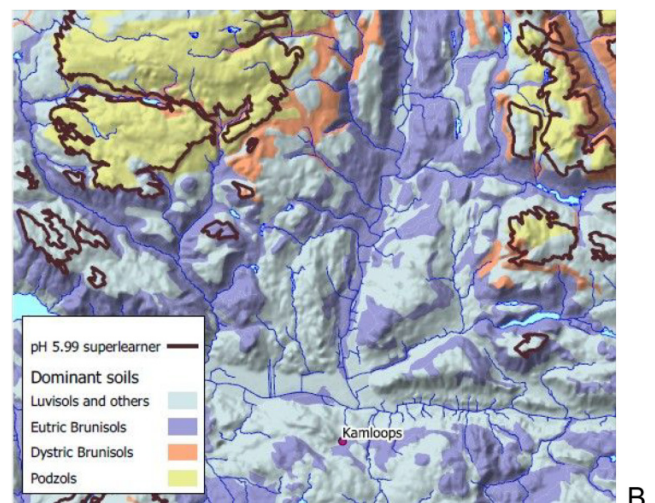 pH 5.99 superlearner
Dominant soils
Luvisols and others
Eutric Brunisols
Dystric Brunisols
Podzols
Kamloops
B